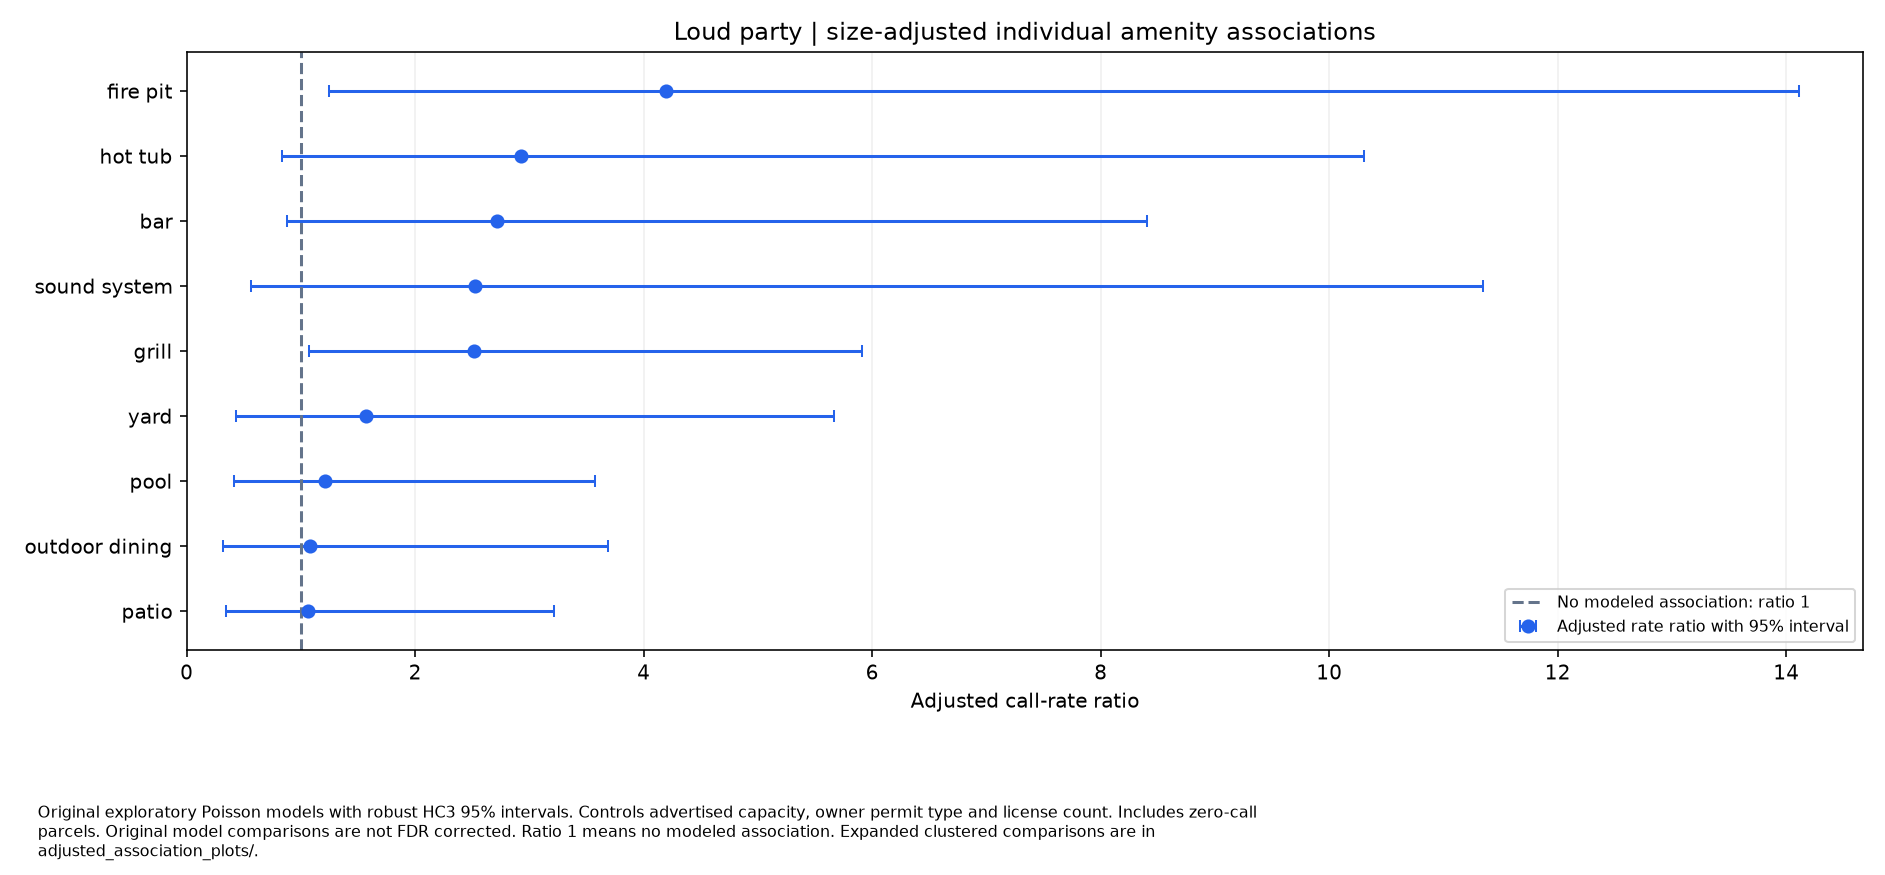 Loud party | size-adjusted individual amenity associations
fire pit
hot tub
bar
sound system
grill
yard
pool
outdoor dining
patio
No modeled association: ratio 1
Adjusted rate ratio with 95% interval
0 2 4 6 8 10 12 14
Adjusted call-rate ratio
Original exploratory Poisson models with robust HC3 95% intervals. Controls advertised capacity, owner permit type and license count. Includes zero-call
parcels. Original model comparisons are not FDR corrected. Ratio 1 means no modeled association. Expanded clustered comparisons are in
adjusted_association_plots/.